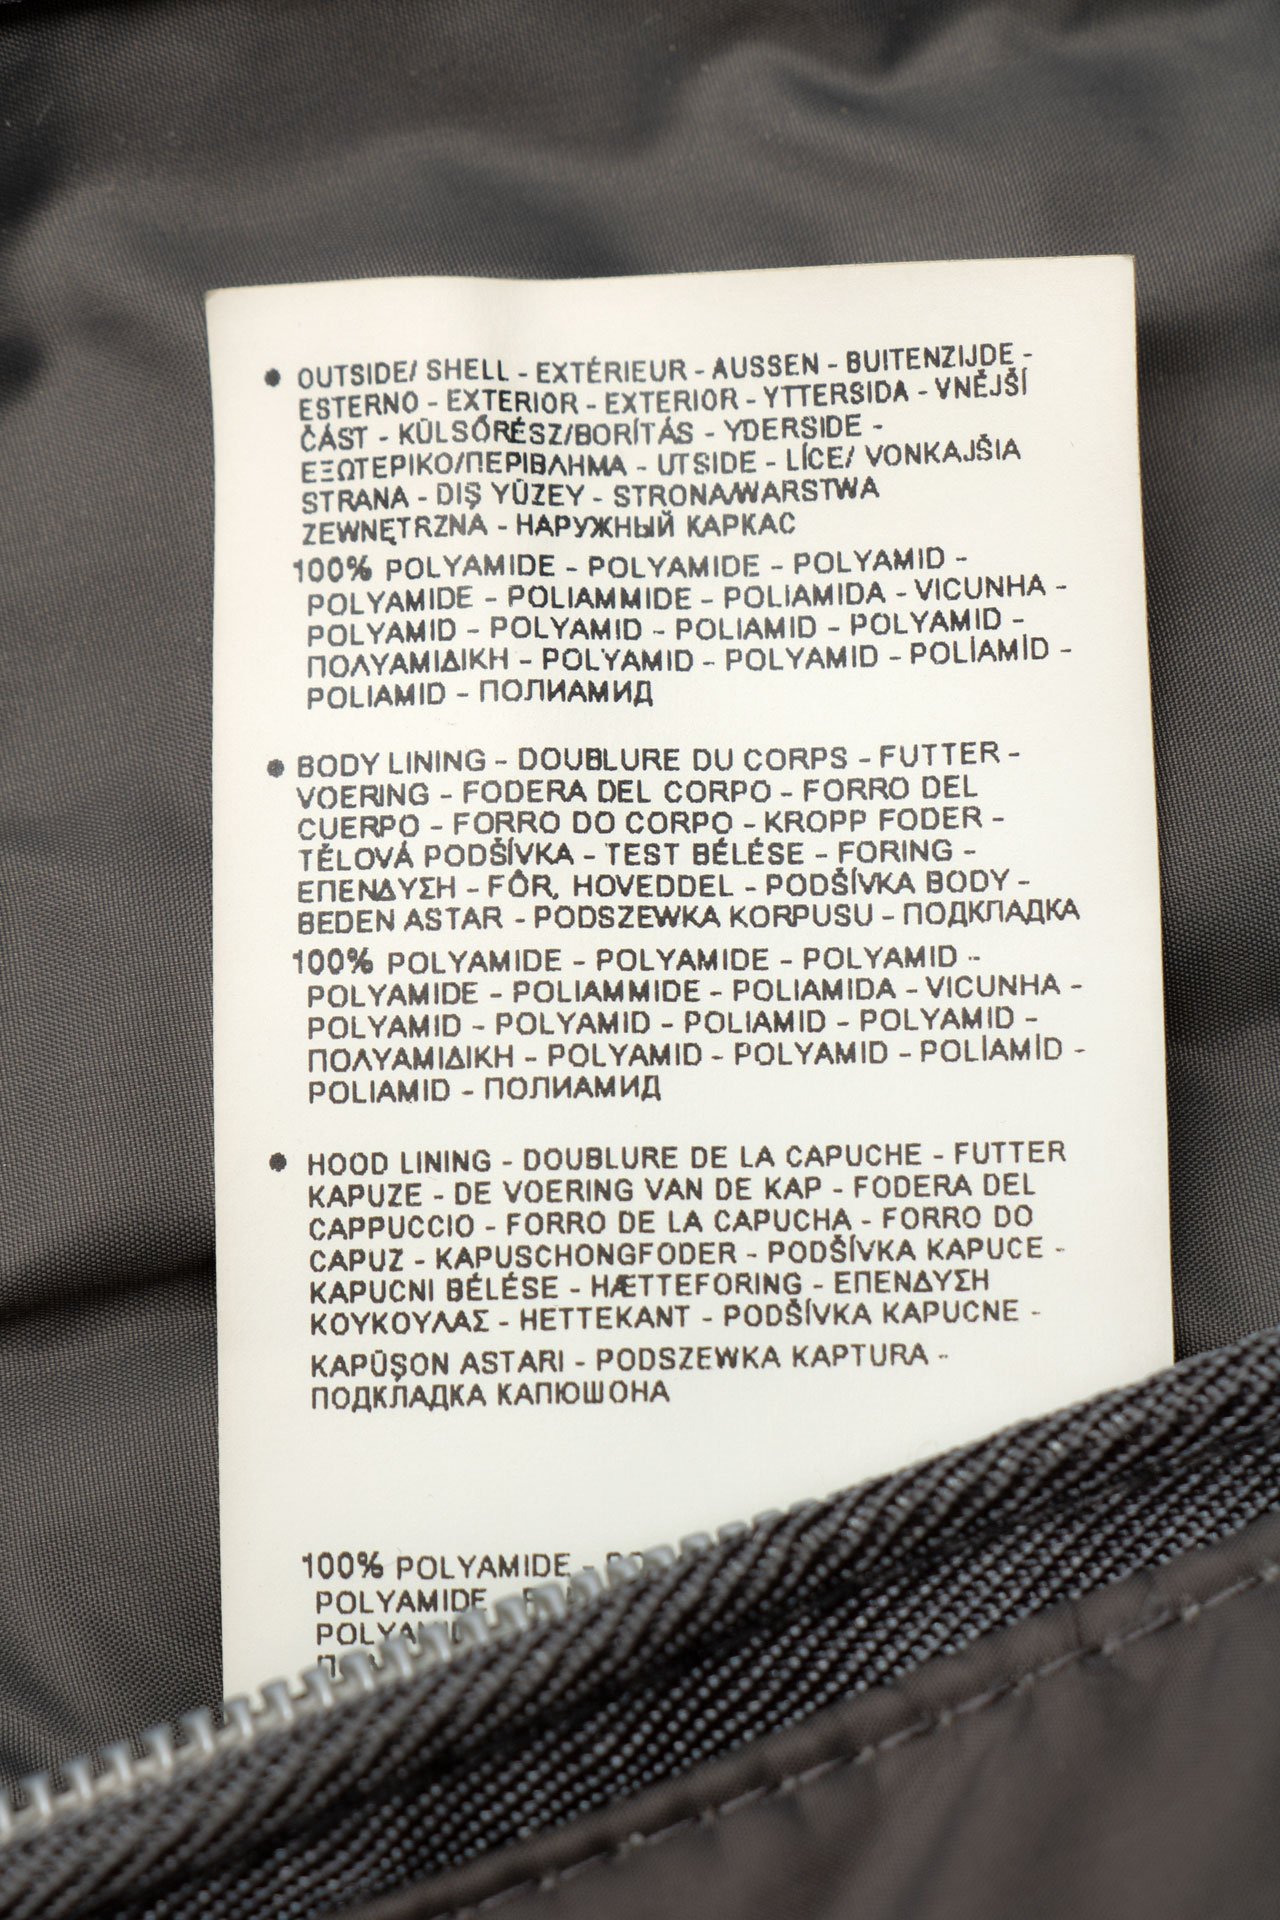 • OUTSIDE/ SHELL - EXTÉRIEUR - AUSSEN - BUITENZIJDE -
ESTERNO - EXTERIOR - EXTERIOR - YTTERSIDA - VNĚJŠÍ
ČÁST - KÜLSŐRÉSZ/BORÍTÁS - YDERSIDE -
ΕΞΩΤΕΡΙΚΟ/ΠΕΡΙΒΛΗΜΑ - UTSIDE - LÍCE/ VONKAJŠIA
STRANA - DIŞ YÜZEY - STRONA/WARSTWA
ZEWNĘTRZNA - НАРУЖНЫЙ КАРКАС
100% POLYAMIDE - POLYAMIDE - POLYAMID -
POLYAMIDE - POLIAMMIDE - POLIAMIDA - VICUNHA -
POLYAMID - POLYAMID - POLIAMID - POLYAMID -
ΠΟΛΥΑΜΙΔΙΚΗ - POLYAMID - POLYAMID - POLİAMİD -
POLIAMID - ПОЛИАМИД
• BODY LINING - DOUBLURE DU CORPS - FUTTER -
VOERING - FODERA DEL CORPO - FORRO DEL
CUERPO - FORRO DO CORPO - KROPP FODER -
TĚLOVÁ PODŠÍVKA - TEST BÉLÉSE - FORING -
ΕΠΕΝΔΥΣΗ - FÔR, HOVEDDEL - PODŠÍVKA BODY -
BEDEN ASTAR - PODSZEWKA KORPUSU - ПОДКЛАДКА
100% POLYAMIDE - POLYAMIDE - POLYAMID -
POLYAMIDE - POLIAMMIDE - POLIAMIDA - VICUNHA -
POLYAMID - POLYAMID - POLIAMID - POLYAMID -
ΠΟΛΥΑΜΙΔΙΚΗ - POLYAMID - POLYAMID - POLİAMİD -
POLIAMID - ПОЛИАМИД
• HOOD LINING - DOUBLURE DE LA CAPUCHE - FUTTER
KAPUZE - DE VOERING VAN DE KAP - FODERA DEL
CAPPUCCIO - FORRO DE LA CAPUCHA - FORRO DO
CAPUZ - KAPUSCHONGFODER - PODŠÍVKA KAPUCE -
KAPUCNI BÉLÉSE - HÆTTEFORING - ΕΠΕΝΔΥΣΗ
ΚΟΥΚΟΥΛΑΣ - HETTEKANT - PODŠÍVKA KAPUCNE -
KAPÜŞON ASTARI - PODSZEWKA KAPTURA -
ПОДКЛАДКА КАПЮШОНА
100% POLYAMIDE -
POLYAMIDE